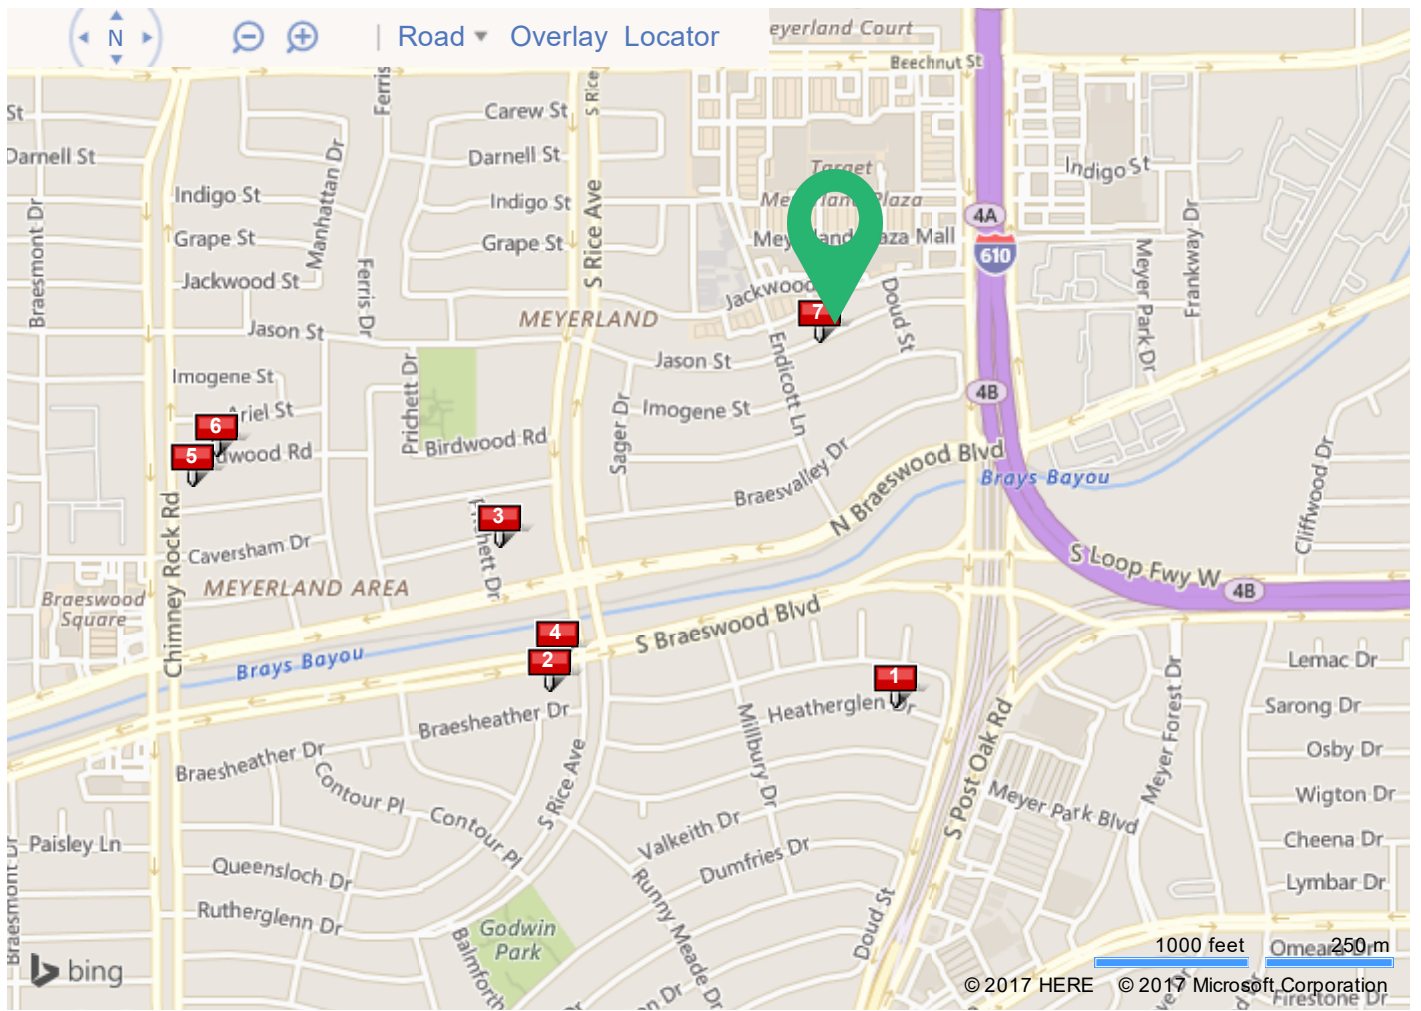 N
Road
Overlay
Locator
eyerland Court
Beechnut St
S Rice
Ferris
St
Carew St
Darnell St
Darnell St
Manhattan Dr
Target
Indigo St
4A
Indigo St
Indigo St
Braesmont Dr
S Rice Ave
Frankway Dr
Meyer Park Dr
Grape St
Grape St
610
Jackwood St
Ferris Dr
Jackwood
Doud St
7
MEYERLAND
Jason St
Jason St
Endicott Ln
Imogene St
Prichett Dr
4B
Ariel St
Imogene St
6
Sager Dr
Birdwood Rd
dwood Rd
5
N Braeswood Blvd
Braesvalley Dr
Brays Bayou
Cliffwood Dr
3
Chimney Rock Rd
Caversham Dr
S Loop Fwy W
4B
MEYERLAND AREA
Braeswood
Square
S Braeswood Blvd
4
2
Brays Bayou
1
Lemac Dr
Heatherglen Dr
Sarong Dr
Braesheather Dr
Millbury Dr
Meyer Forest Dr
S Post Oak Rd
Osby Dr
Braesheather Dr
Contour Pl
S Rice Ave
Meyer Park Blvd
Wigton Dr
Contour Pl
Valkeith Dr
Cheena Dr
Paisley Ln
Dumfries Dr
Queensloch Dr
Lymbar Dr
Braesmont Dr
Rutherglenn Dr
Runny Meade Dr
Doud St
Godwin
Park
Balmforth
1000 feet
250 m
Omeara Dr
bing
© 2017 HERE
© 2017 Microsoft Corporation
Firestone Dr